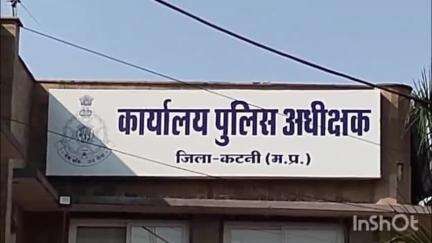 कार्यालय पुलिस अधीक्षक
जिला-कटनी (म.प्र.)
InShOt